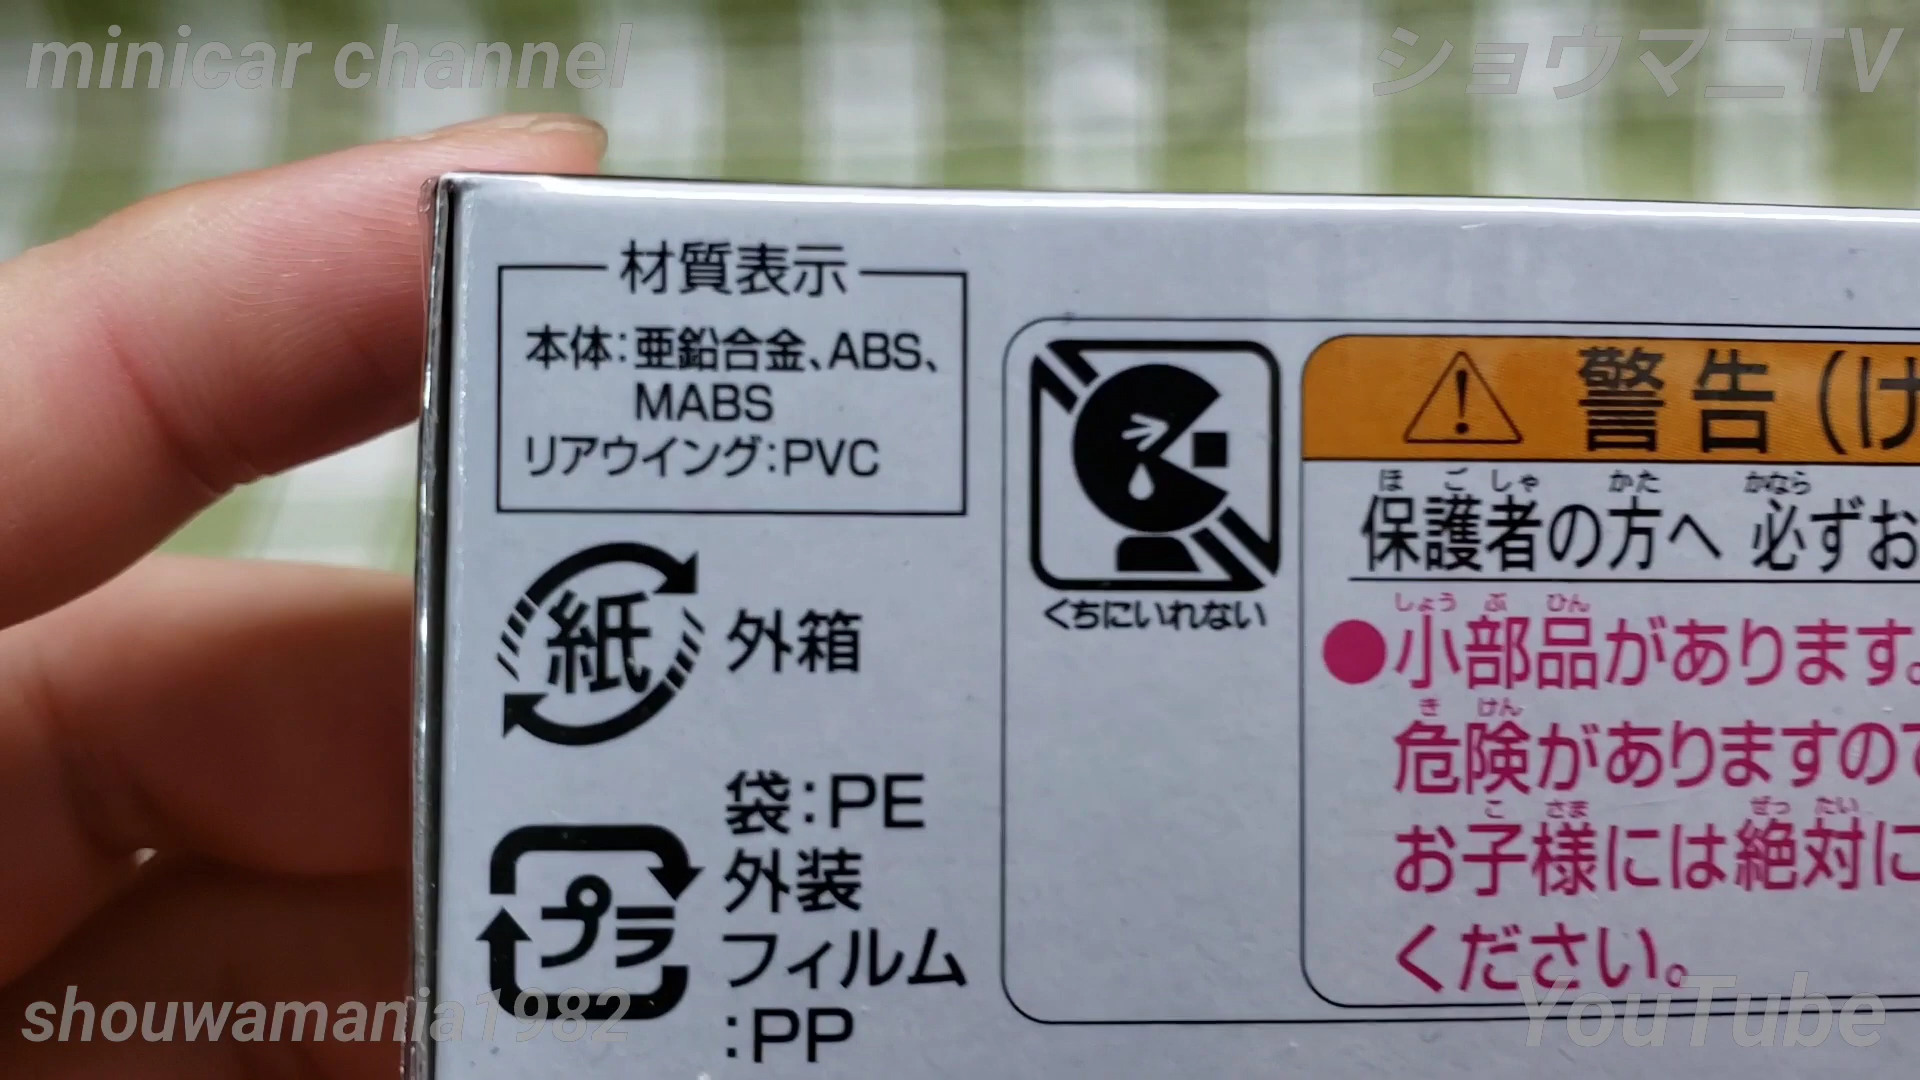 minicar channel
ショウマニTV
材質表示
本体:亜鉛合金、ABS、
MABS
リアウイング:PVC
紙 外箱
プラ
袋:PE
外装
フィルム
:PP
くちにいれない
警告(け
ほごしゃ かた かなら
保護者の方へ 必ずお
しょう ぶ ひん
●小部品があります。
き けん
危険がありますので
こ さま ぜっ たい
お子様には絶対に
ください。
shouwamania1982
YouTube